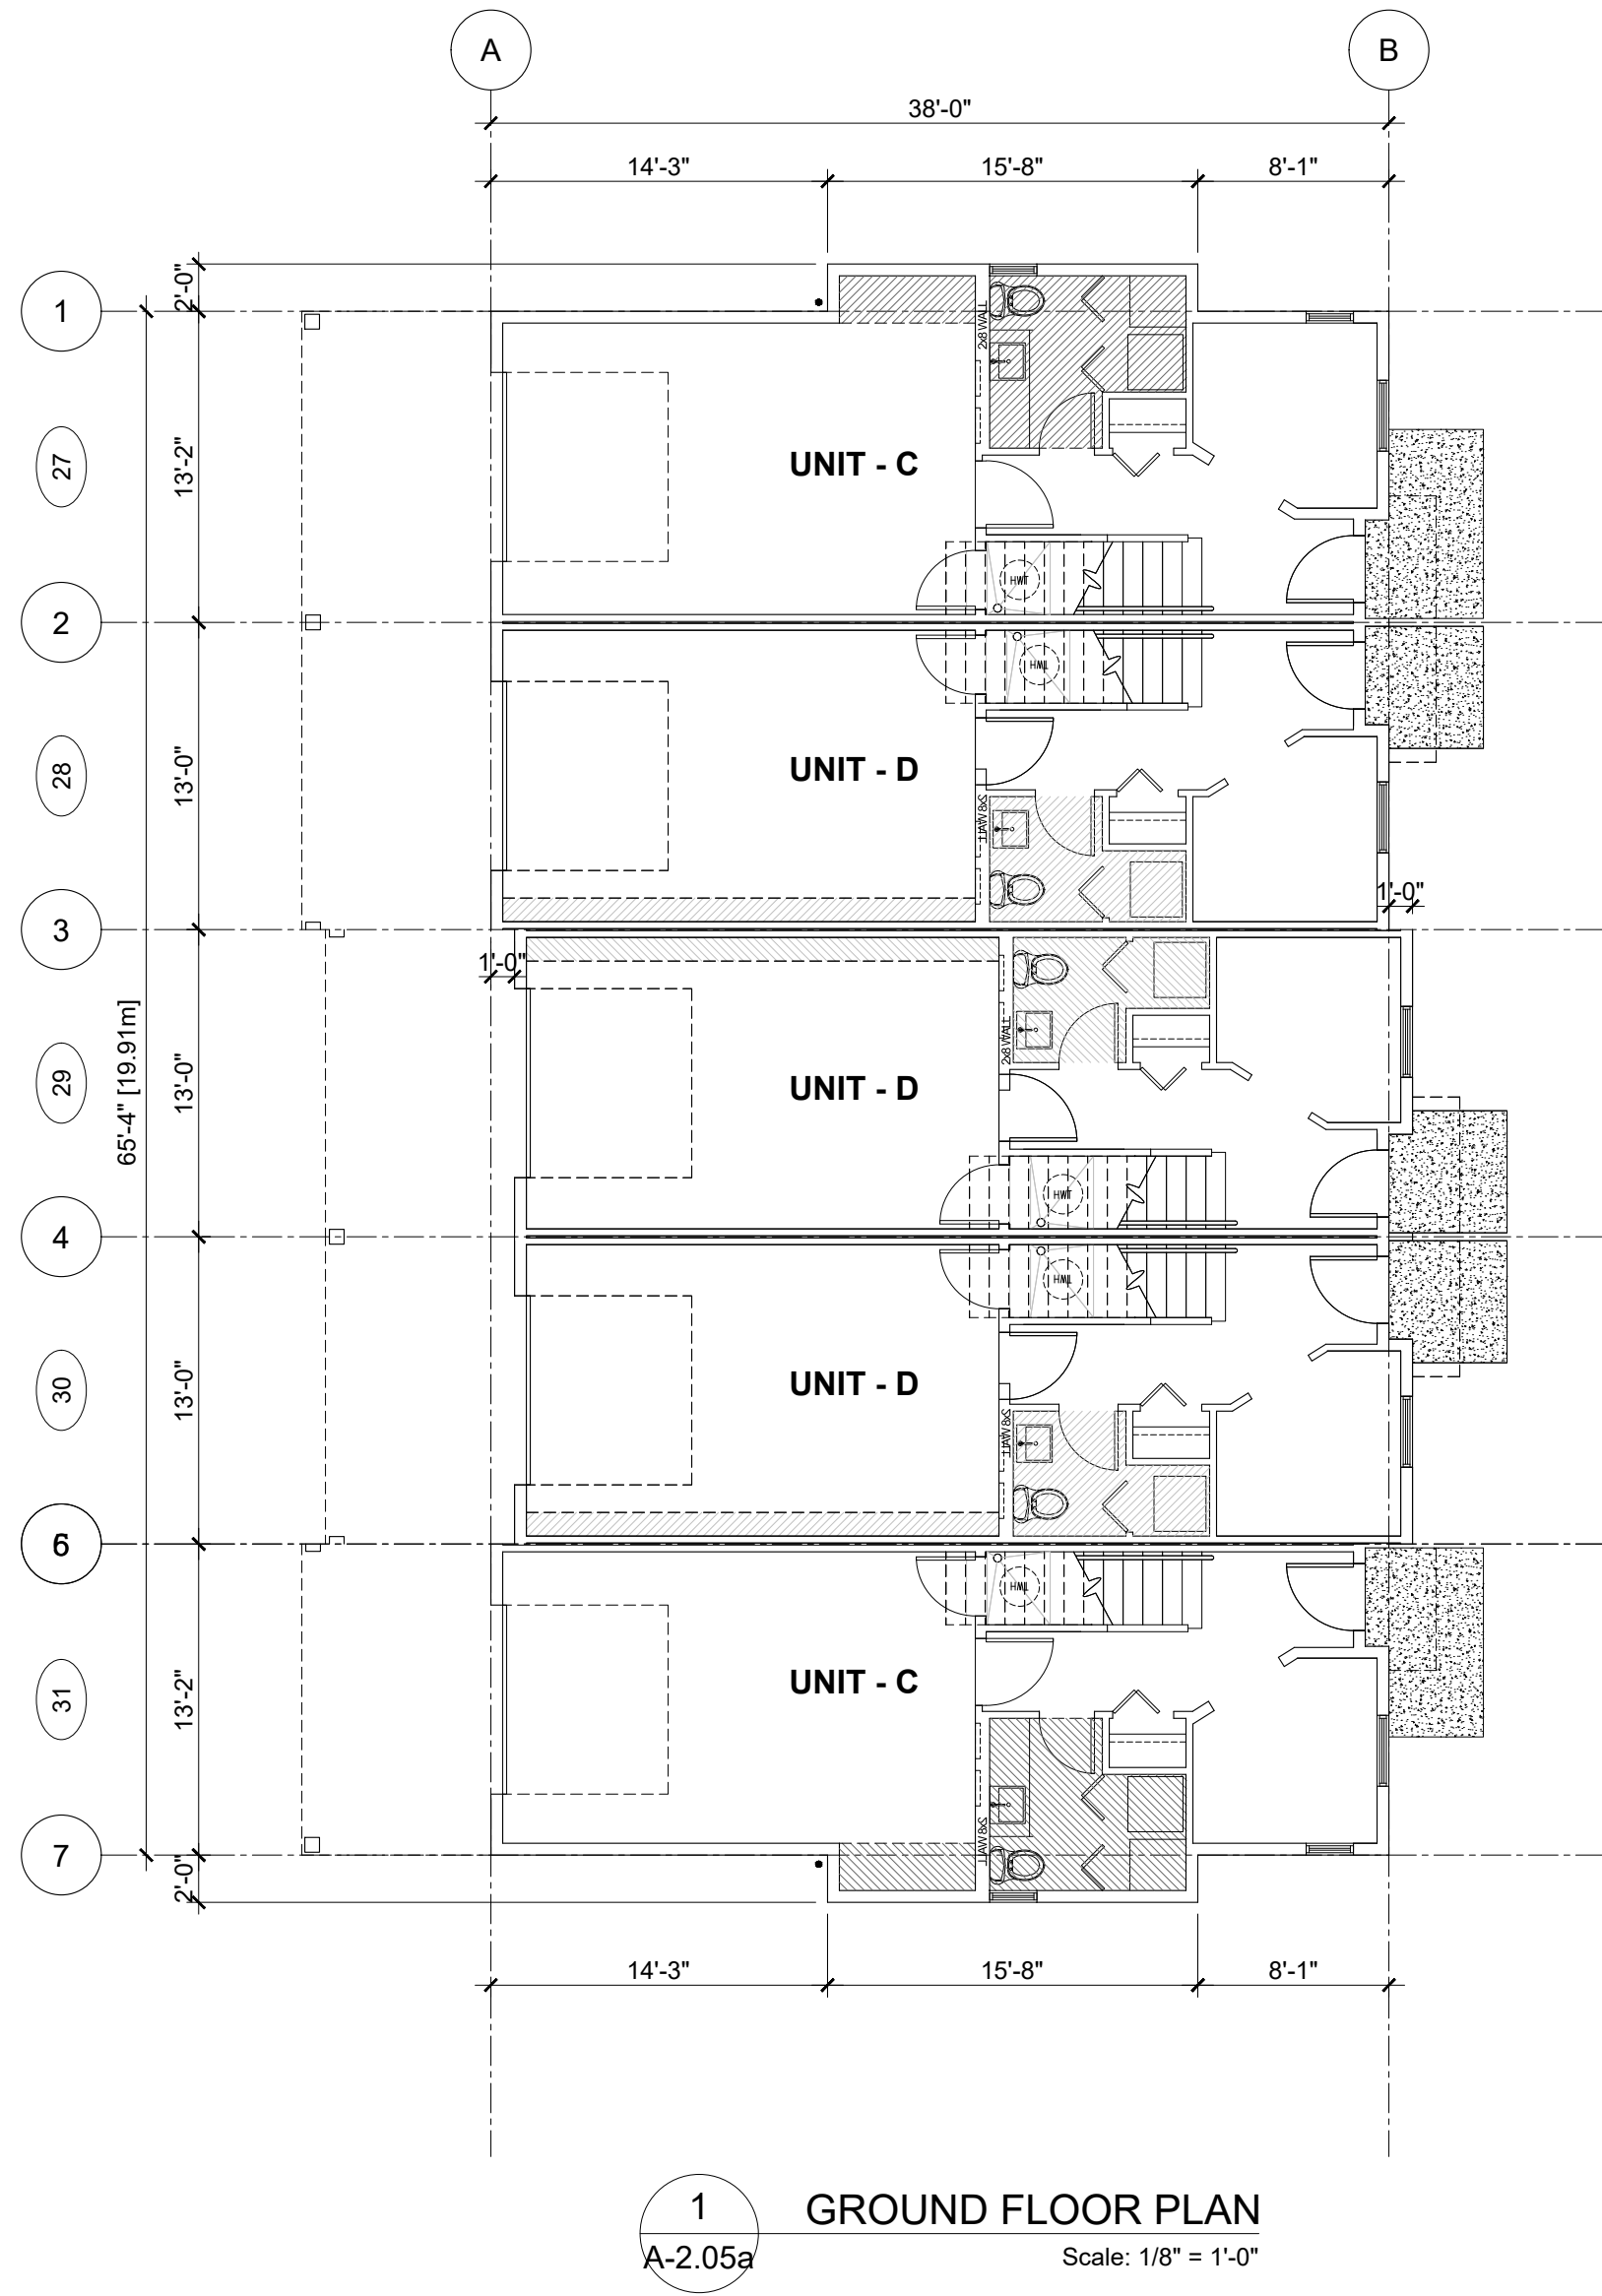 A
B
38'-0"
14'-3"
15'-8"
8'-1"
2'-0"
1
2x8 WALL
27
13'-2"
UNIT - C
HWT
2
HWT
28
13'-0"
UNIT - D
2x8 WALL
1'-0"
3
1'-0"
65'-4" [19.91m]
29
13'-0"
2x8 WALL
UNIT - D
HWT
4
HWT
30
13'-0"
UNIT - D
2x8 WALL
6
HWT
31
13'-2"
UNIT - C
2x8 WALL
7
2'-0"
14'-3"
15'-8"
8'-1"
1
A-2.05a
GROUND FLOOR PLAN
Scale: 1/8" = 1'-0"